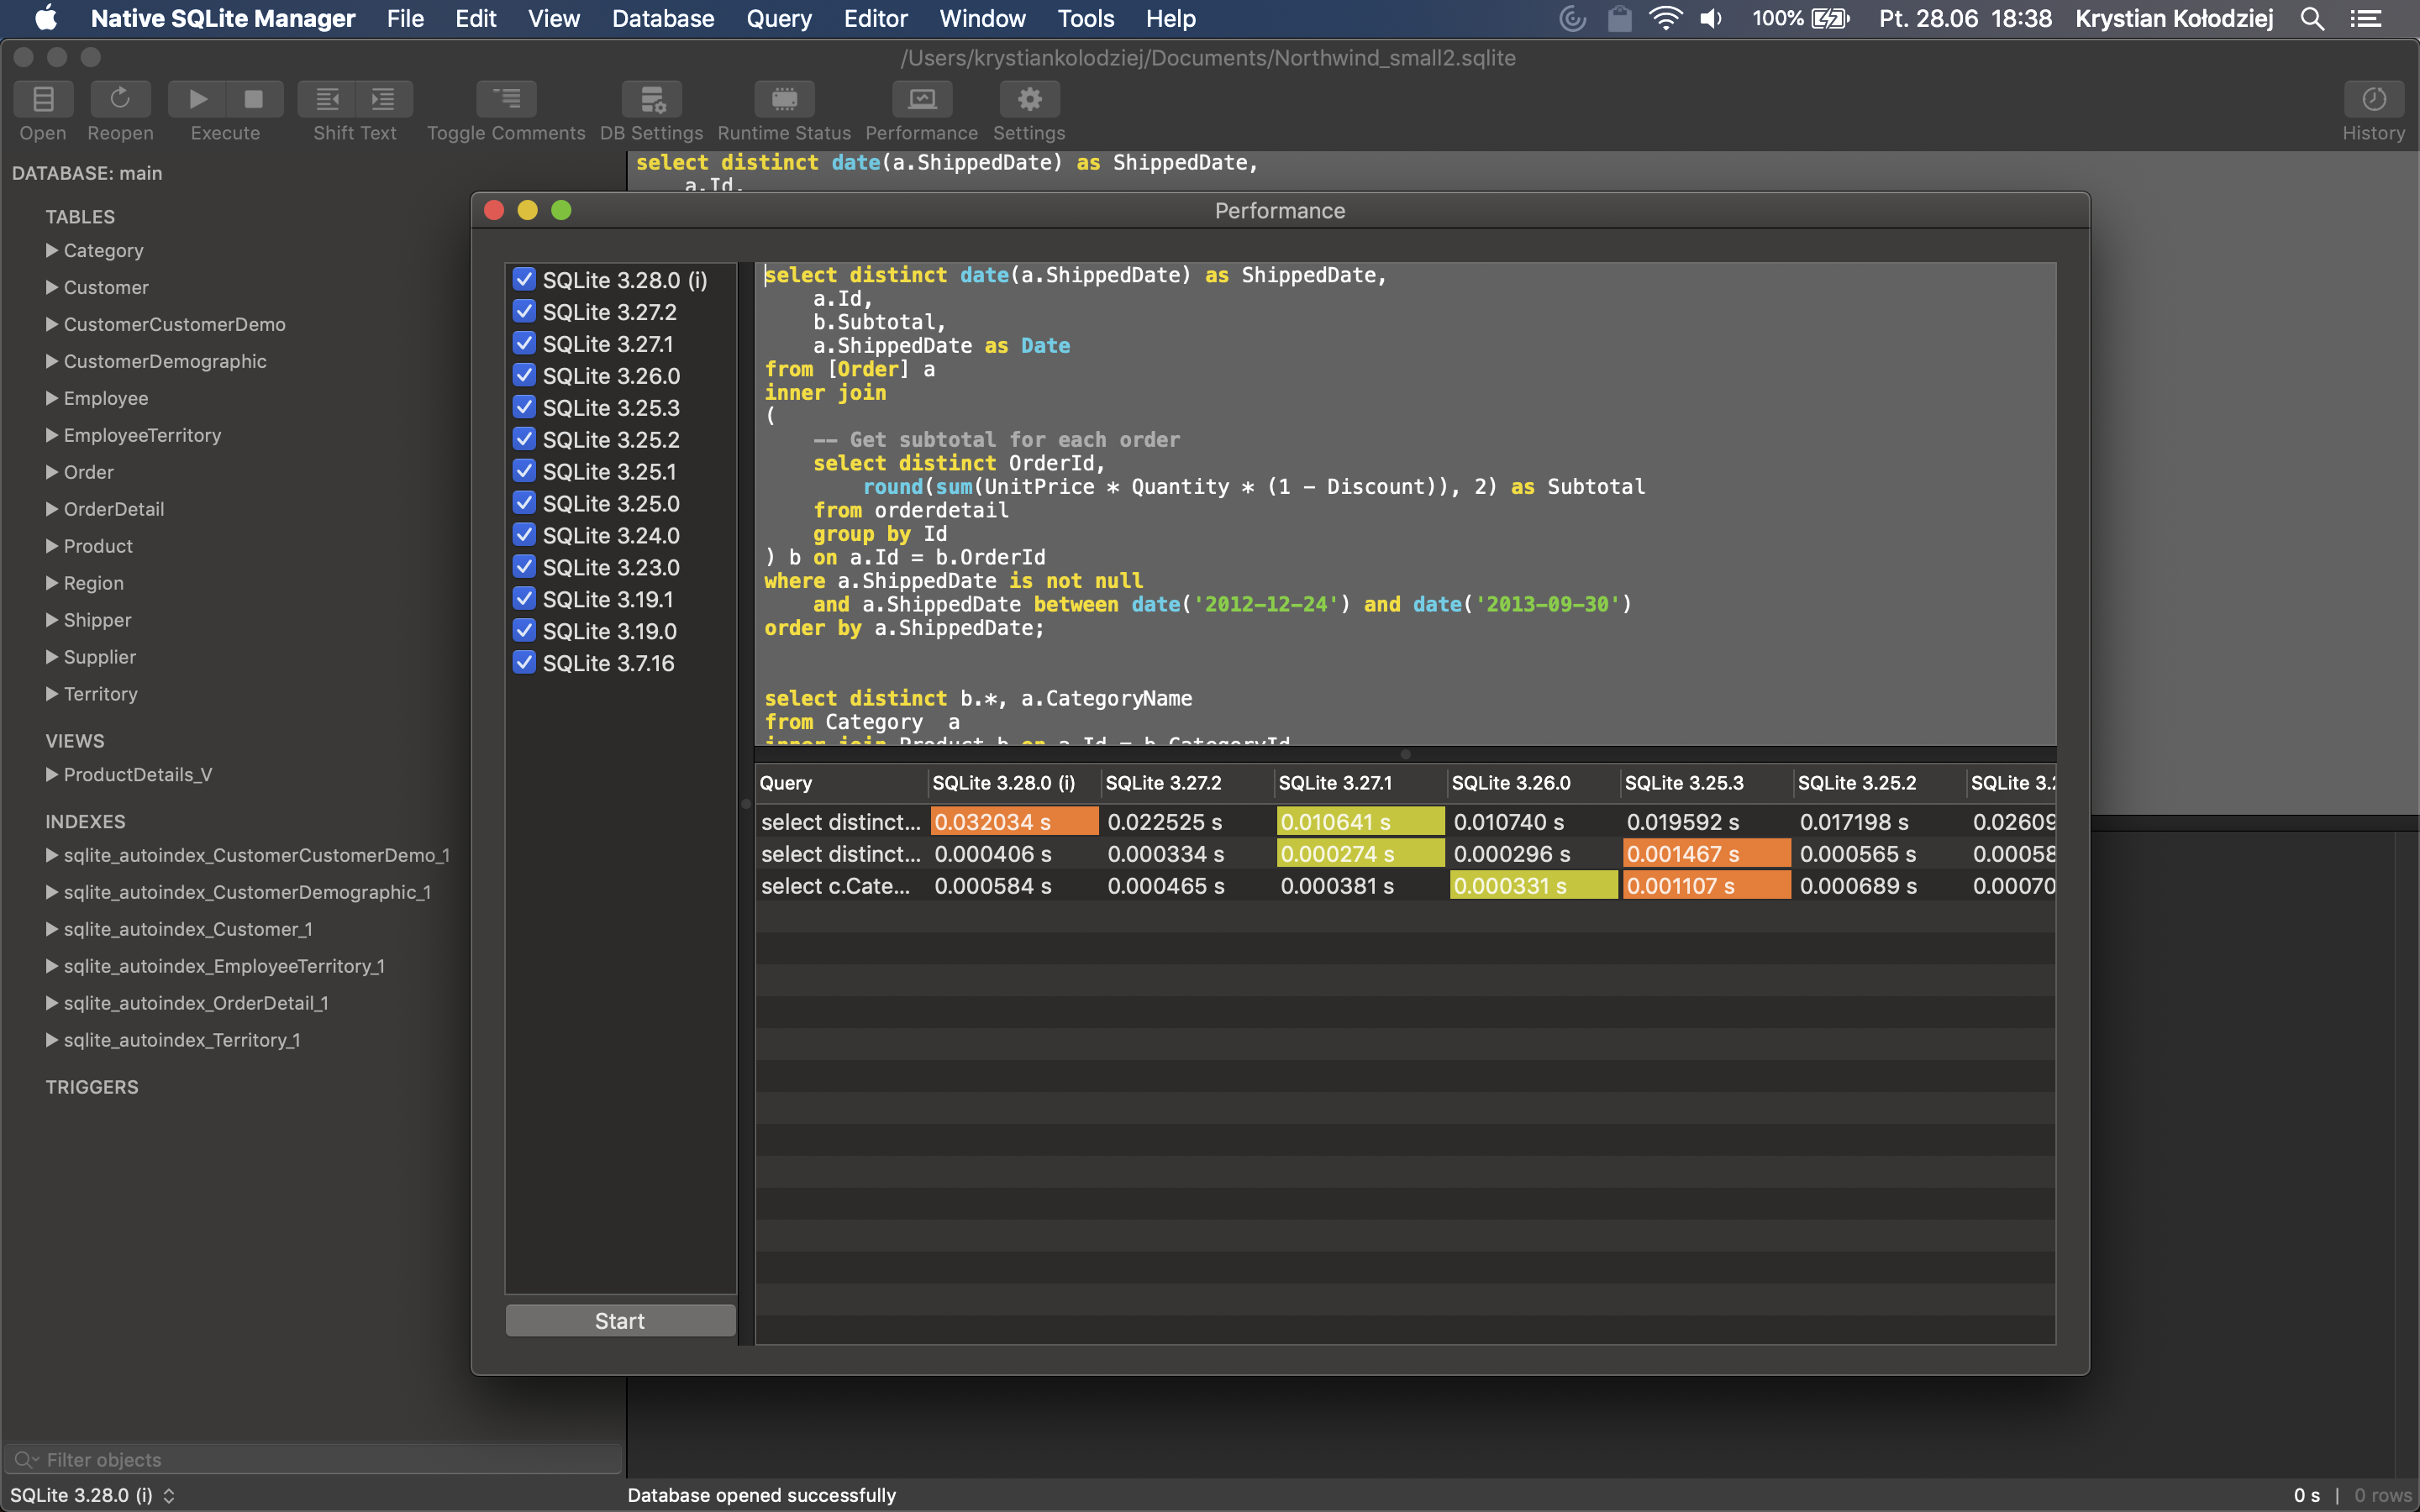 Native SQLite Manager File Edit View Database Query Editor Window Tools Help 100% Pt. 28.06 18:38 Krystian Kołodziej
/Users/krystiankolodziej/Documents/Northwind_small2.sqlite
Open Reopen Execute Shift Text Toggle Comments DB Settings Runtime Status Performance Settings History
DATABASE: main
TABLES
Category
Customer
CustomerCustomerDemo
CustomerDemographic
Employee
EmployeeTerritory
Order
OrderDetail
Product
Region
Shipper
Supplier
Territory
VIEWS
ProductDetails_V
INDEXES
sqlite_autoindex_CustomerCustomerDemo_1
sqlite_autoindex_CustomerDemographic_1
sqlite_autoindex_Customer_1
sqlite_autoindex_EmployeeTerritory_1
sqlite_autoindex_OrderDetail_1
sqlite_autoindex_Territory_1
TRIGGERS
Filter objects
SQLite 3.28.0 (i)
select distinct date(a.ShippedDate) as ShippedDate,
a.Id,
Performance
SQLite 3.28.0 (i)
SQLite 3.27.2
SQLite 3.27.1
SQLite 3.26.0
SQLite 3.25.3
SQLite 3.25.2
SQLite 3.25.1
SQLite 3.25.0
SQLite 3.24.0
SQLite 3.23.0
SQLite 3.19.1
SQLite 3.19.0
SQLite 3.7.16
Start
select distinct date(a.ShippedDate) as ShippedDate,
a.Id,
b.Subtotal,
a.ShippedDate as Date
from [Order] a
inner join
(
-- Get subtotal for each order
select distinct OrderId,
round(sum(UnitPrice * Quantity * (1 - Discount)), 2) as Subtotal
from orderdetail
group by Id
) b on a.Id = b.OrderId
where a.ShippedDate is not null
and a.ShippedDate between date('2012-12-24') and date('2013-09-30')
order by a.ShippedDate;
select distinct b.*, a.CategoryName
from Category  a
inner join Product b on a.Id = b.CategoryId
Query SQLite 3.28.0 (i) SQLite 3.27.2 SQLite 3.27.1 SQLite 3.26.0 SQLite 3.25.3 SQLite 3.25.2 SQLite 3.2
select distinct... 0.032034 s 0.022525 s 0.010641 s 0.010740 s 0.019592 s 0.017198 s 0.02609
select distinct... 0.000406 s 0.000334 s 0.000274 s 0.000296 s 0.001467 s 0.000565 s 0.00058
select c.Cate... 0.000584 s 0.000465 s 0.000381 s 0.000331 s 0.001107 s 0.000689 s 0.00070
Database opened successfully
0 s | 0 rows